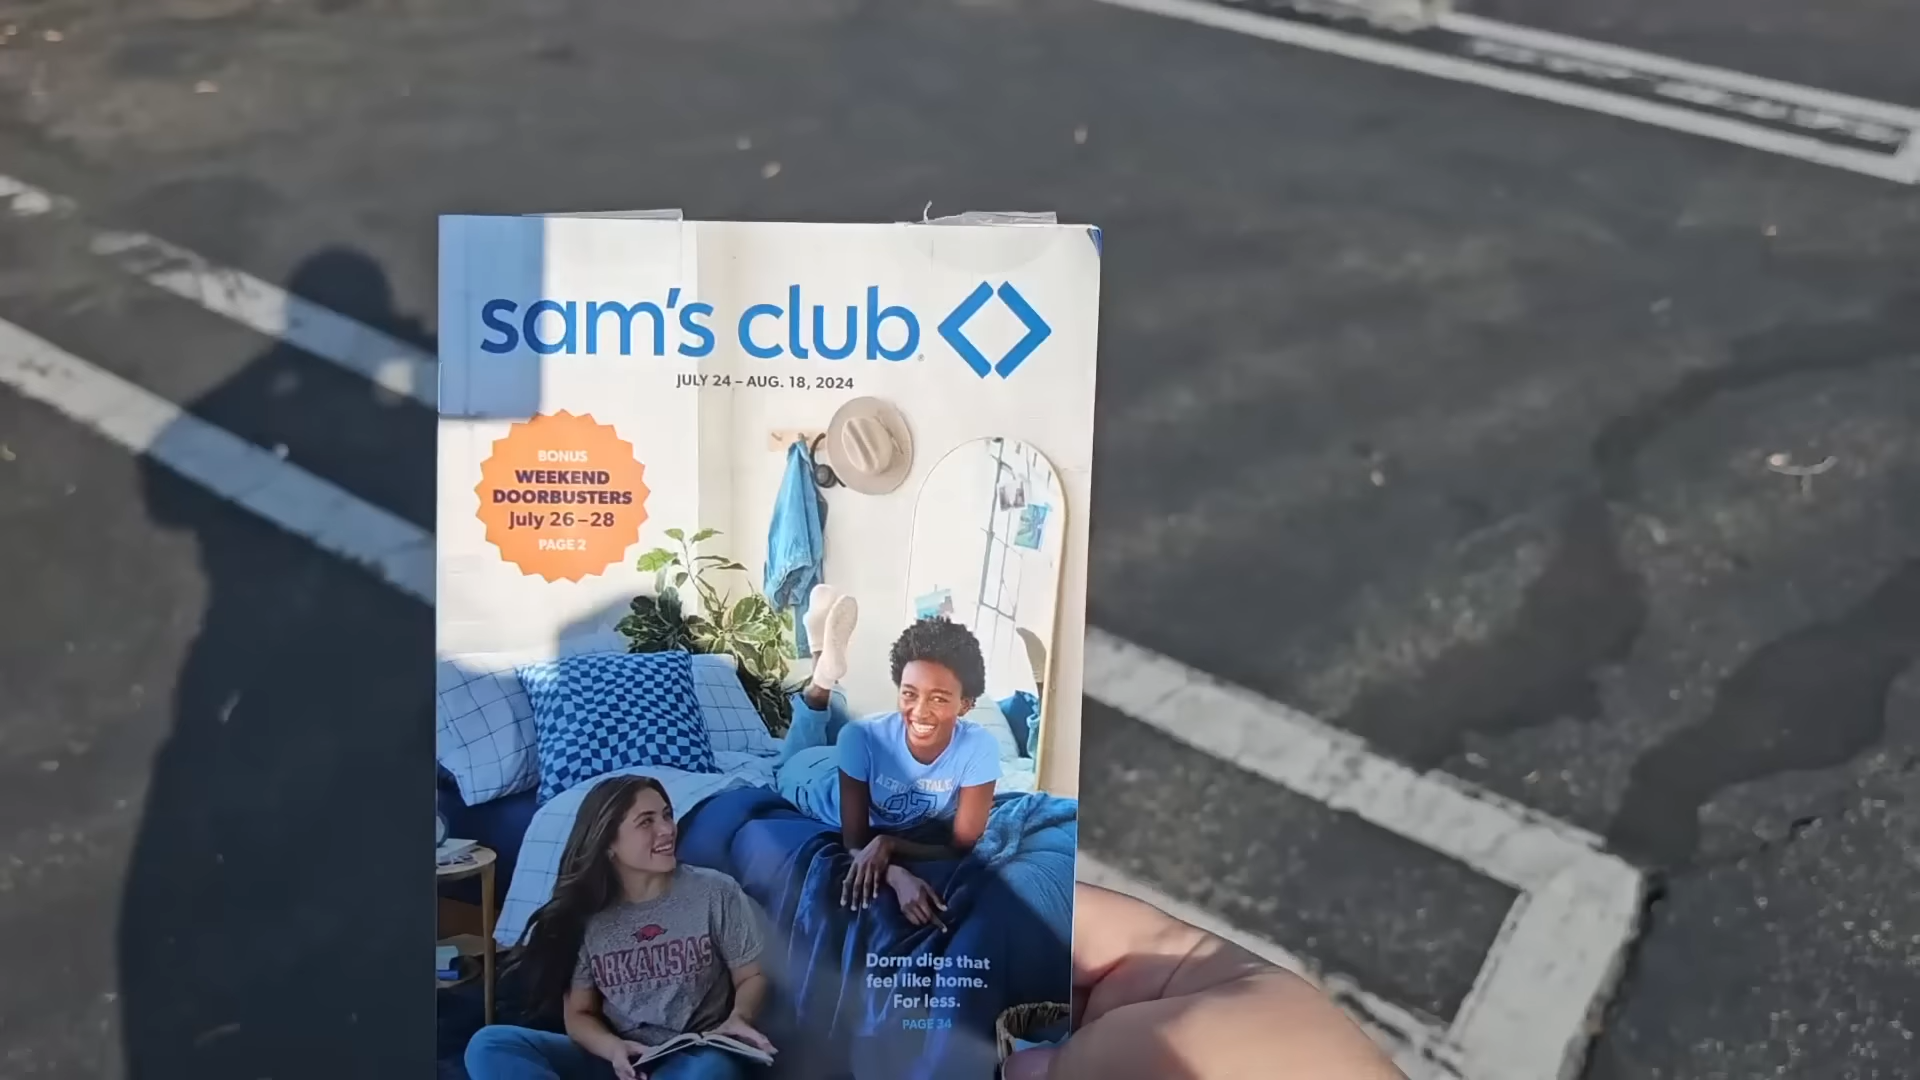 sam's club
JULY 24 – AUG. 18, 2024
BONUS
WEEKEND
DOORBUSTERS
July 26–28
PAGE 2
87
ARKANSAS
Dorm digs that
feel like home.
For less.
PAGE 34